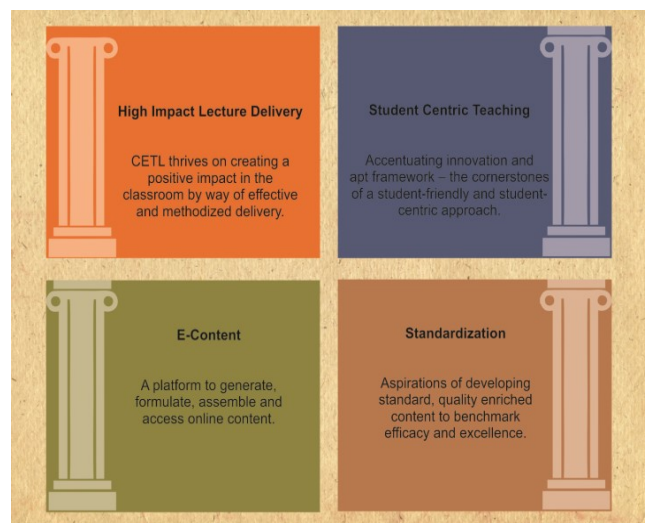 High Impact Lecture Delivery
CETL thrives on creating a
positive impact in the
classroom by way of effective
and methodized delivery.
Student Centric Teaching
Accentuating innovation and
apt framework – the cornerstones
of a student-friendly and student-
centric approach.
E-Content
A platform to generate,
formulate, assemble and
access online content.
Standardization
Aspirations of developing
standard, quality enriched
content to benchmark
efficacy and excellence.